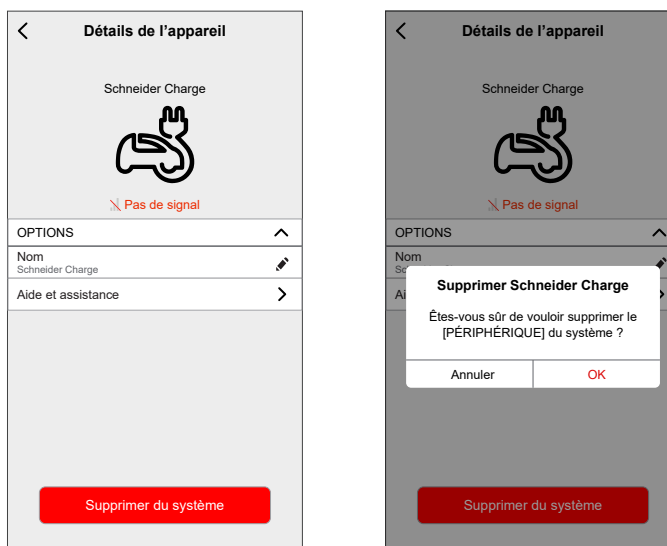 Détails de l’appareil
Schneider Charge
Pas de signal
OPTIONS
Nom
Schneider Charge
Aide et assistance
Supprimer du système
Détails de l’appareil
Schneider Charge
Pas de signal
OPTIONS
Nom
Supprimer Schneider Charge
Êtes-vous sûr de vouloir supprimer le
[PÉRIPHÉRIQUE] du système ?
Annuler
OK
Supprimer du système